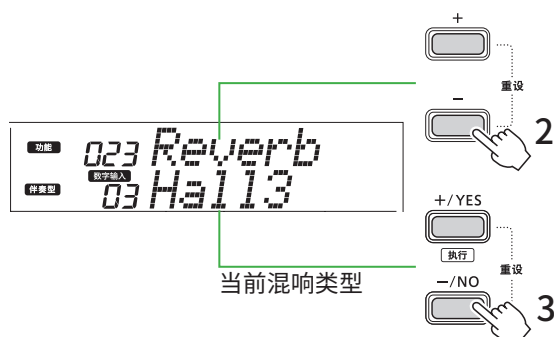 +
重设
-
2
功能
023 Reverb
数字输入
伴奏型
03 Hall3
+/YES
执行
重设
-/NO
3
当前混响类型